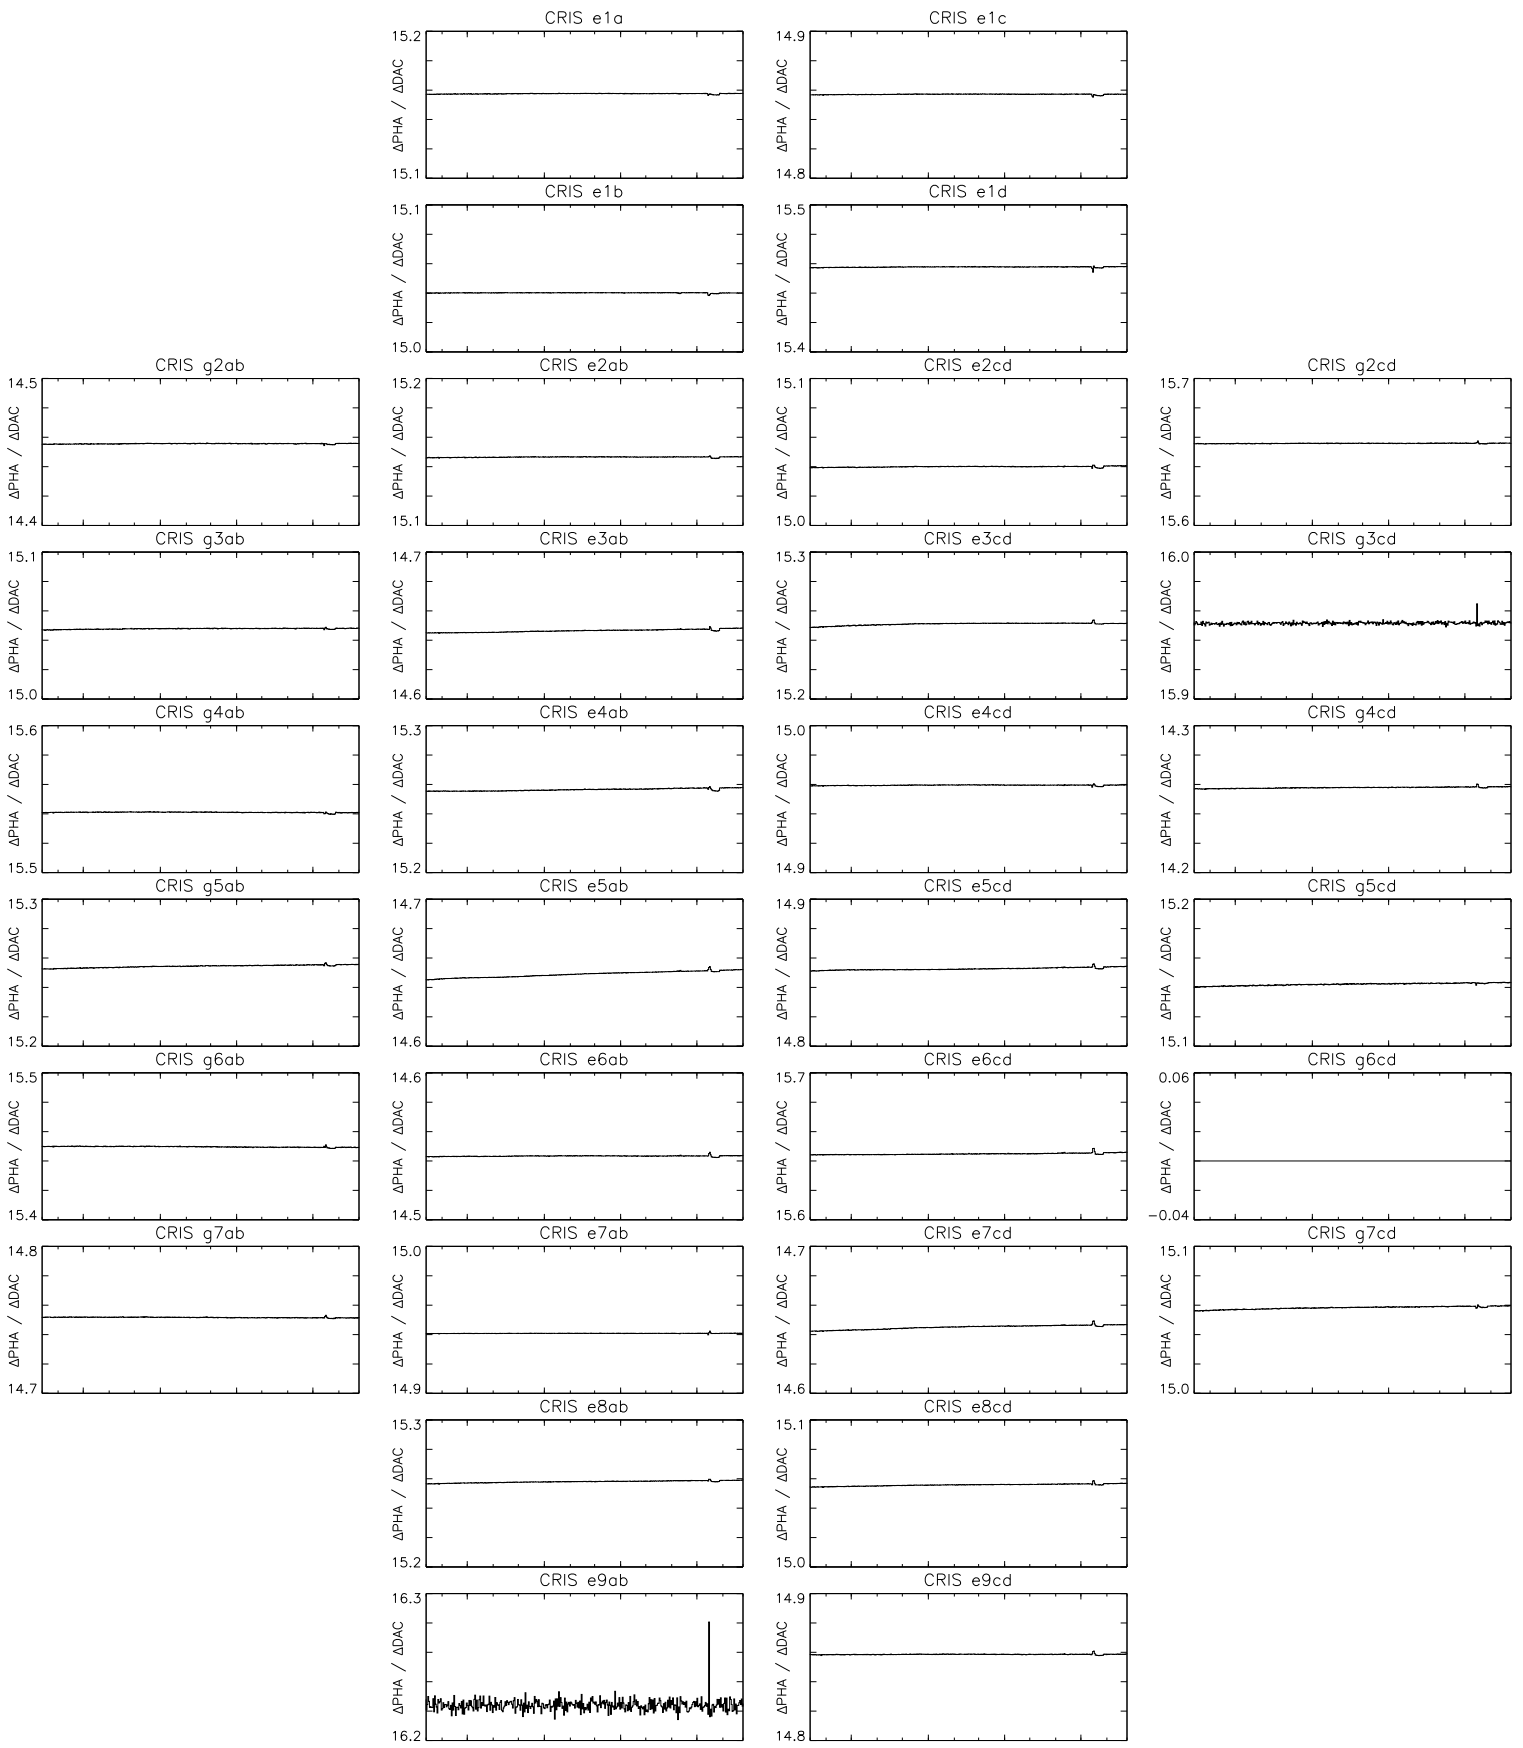 CRIS e1a
15.2
ΔPHA / ΔDAC
15.1
CRIS e1c
14.9
ΔPHA / ΔDAC
14.8
CRIS e1b
15.1
ΔPHA / ΔDAC
15.0
CRIS e1d
15.5
ΔPHA / ΔDAC
15.4
CRIS g2ab
14.5
ΔPHA / ΔDAC
14.4
CRIS e2ab
15.2
ΔPHA / ΔDAC
15.1
CRIS e2cd
15.1
ΔPHA / ΔDAC
15.0
CRIS g2cd
15.7
ΔPHA / ΔDAC
15.6
CRIS g3ab
15.1
ΔPHA / ΔDAC
15.0
CRIS e3ab
14.7
ΔPHA / ΔDAC
14.6
CRIS e3cd
15.3
ΔPHA / ΔDAC
15.2
CRIS g3cd
16.0
ΔPHA / ΔDAC
15.9
CRIS g4ab
15.6
ΔPHA / ΔDAC
15.5
CRIS e4ab
15.3
ΔPHA / ΔDAC
15.2
CRIS e4cd
15.0
ΔPHA / ΔDAC
14.9
CRIS g4cd
14.3
ΔPHA / ΔDAC
14.2
CRIS g5ab
15.3
ΔPHA / ΔDAC
15.2
CRIS e5ab
14.7
ΔPHA / ΔDAC
14.6
CRIS e5cd
14.9
ΔPHA / ΔDAC
14.8
CRIS g5cd
15.2
ΔPHA / ΔDAC
15.1
CRIS g6ab
15.5
ΔPHA / ΔDAC
15.4
CRIS e6ab
14.6
ΔPHA / ΔDAC
14.5
CRIS e6cd
15.7
ΔPHA / ΔDAC
15.6
CRIS g6cd
0.06
ΔPHA / ΔDAC
−0.04
CRIS g7ab
14.8
ΔPHA / ΔDAC
14.7
CRIS e7ab
15.0
ΔPHA / ΔDAC
14.9
CRIS e7cd
14.7
ΔPHA / ΔDAC
14.6
CRIS g7cd
15.1
ΔPHA / ΔDAC
15.0
CRIS e8ab
15.3
ΔPHA / ΔDAC
15.2
CRIS e8cd
15.1
ΔPHA / ΔDAC
15.0
CRIS e9ab
16.3
ΔPHA / ΔDAC
16.2
CRIS e9cd
14.9
ΔPHA / ΔDAC
14.8